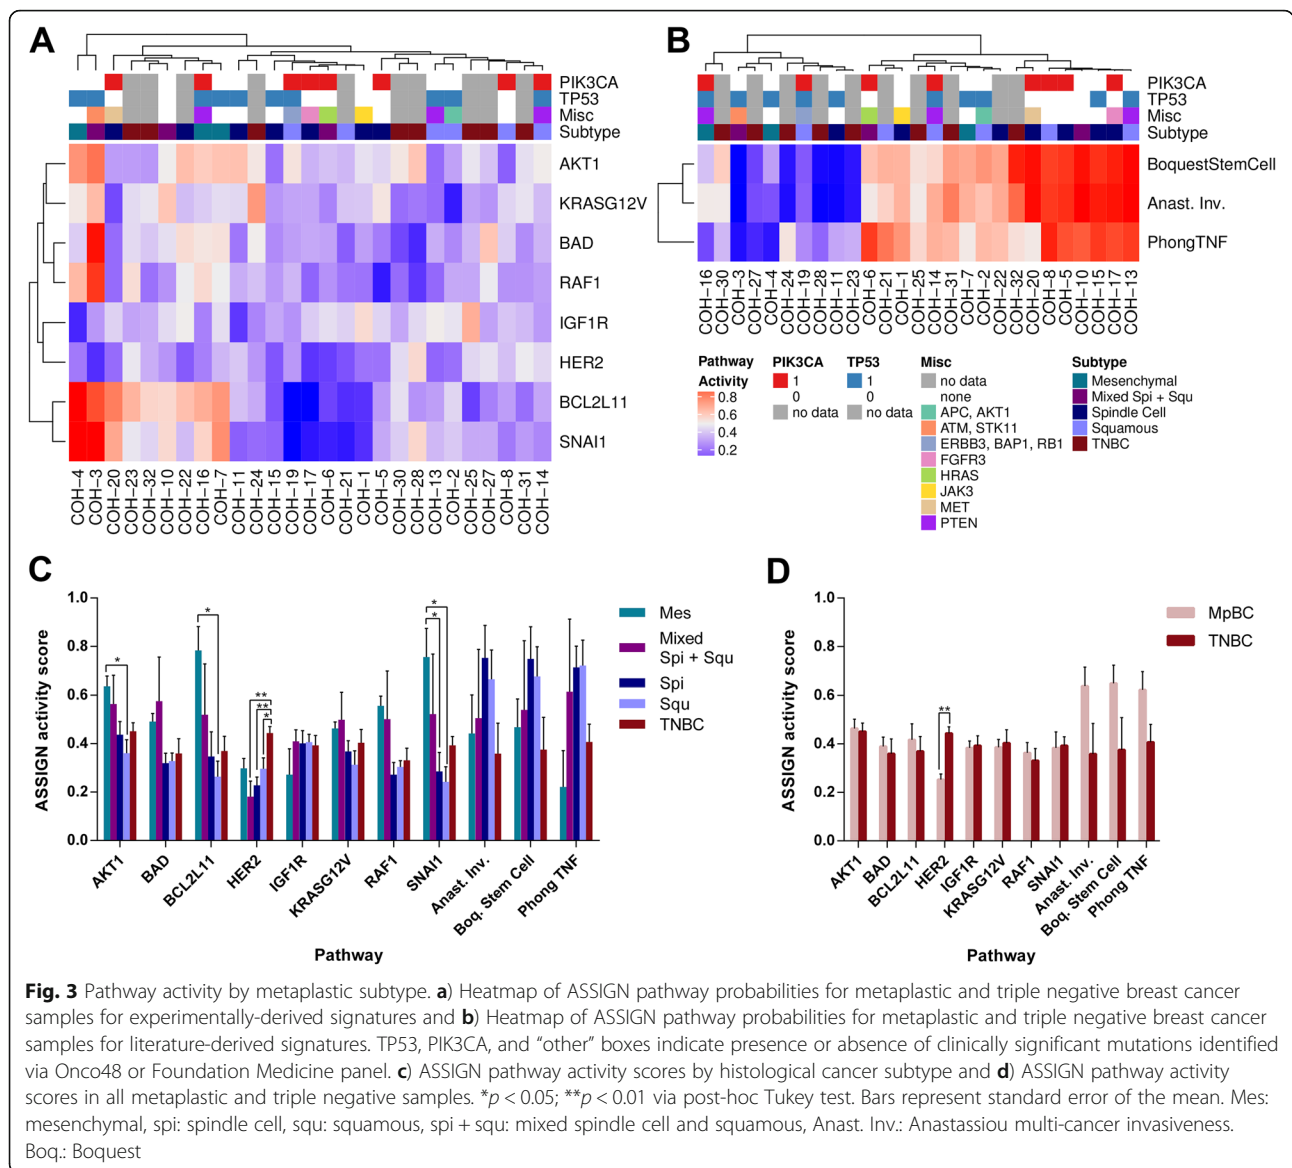 A
PIK3CA
TP53
Misc
Subtype
AKT1
KRASG12V
BAD
RAF1
IGF1R
HER2
BCL2L11
SNAI1
COH-4
COH-3
COH-20
COH-23
COH-32
COH-10
COH-22
COH-16
COH-7
COH-11
COH-24
COH-15
COH-19
COH-17
COH-6
COH-21
COH-1
COH-5
COH-30
COH-28
COH-13
COH-2
COH-25
COH-27
COH-8
COH-31
COH-14
B
PIK3CA
TP53
Misc
Subtype
BoquestStemCell
Anast. Inv.
PhongTNF
COH-16
COH-30
COH-3
COH-27
COH-4
COH-24
COH-19
COH-28
COH-11
COH-23
COH-6
COH-21
COH-1
COH-25
COH-14
COH-7
COH-2
COH-22
COH-32
COH-20
COH-8
COH-5
COH-10
COH-15
COH-17
COH-13
Pathway
Activity
0.8
0.6
0.4
0.2
PIK3CA
1
0
no data
TP53
1
0
no data
Misc
no data
none
APC, AKT1
ATM, STK11
ERBB3, BAP1, RB1
FGFR3
HRAS
JAK3
MET
PTEN
Subtype
Mesenchymal
Mixed Spi + Squ
Spindle Cell
Squamous
TNBC
C
ASSIGN activity score
1.0
0.8
0.6
0.4
0.2
0.0
*
*
**
**
*
*
*
AKT1
BAD
BCL2L11
HER2
IGF1R
KRASG12V
RAF1
SNAI1
Anast. Inv.
Boq. Stem Cell
Phong TNF
Pathway
Mes
Mixed
Spi + Squ
Spi
Squ
TNBC
D
ASSIGN activity score
1.0
0.8
0.6
0.4
0.2
0.0
**
AKT1
BAD
BCL2L11
HER2
IGF1R
KRASG12V
RAF1
SNAI1
Anast. Inv.
Boq. Stem Cell
Phong TNF
Pathway
MpBC
TNBC
Fig. 3 Pathway activity by metaplastic subtype. a) Heatmap of ASSIGN pathway probabilities for metaplastic and triple negative breast cancer
samples for experimentally-derived signatures and b) Heatmap of ASSIGN pathway probabilities for metaplastic and triple negative breast cancer
samples for literature-derived signatures. TP53, PIK3CA, and “other” boxes indicate presence or absence of clinically significant mutations identified
via Onco48 or Foundation Medicine panel. c) ASSIGN pathway activity scores by histological cancer subtype and d) ASSIGN pathway activity
scores in all metaplastic and triple negative samples. *p < 0.05; **p < 0.01 via post-hoc Tukey test. Bars represent standard error of the mean. Mes:
mesenchymal, spi: spindle cell, squ: squamous, spi + squ: mixed spindle cell and squamous, Anast. Inv.: Anastassiou multi-cancer invasiveness.
Boq.: Boquest